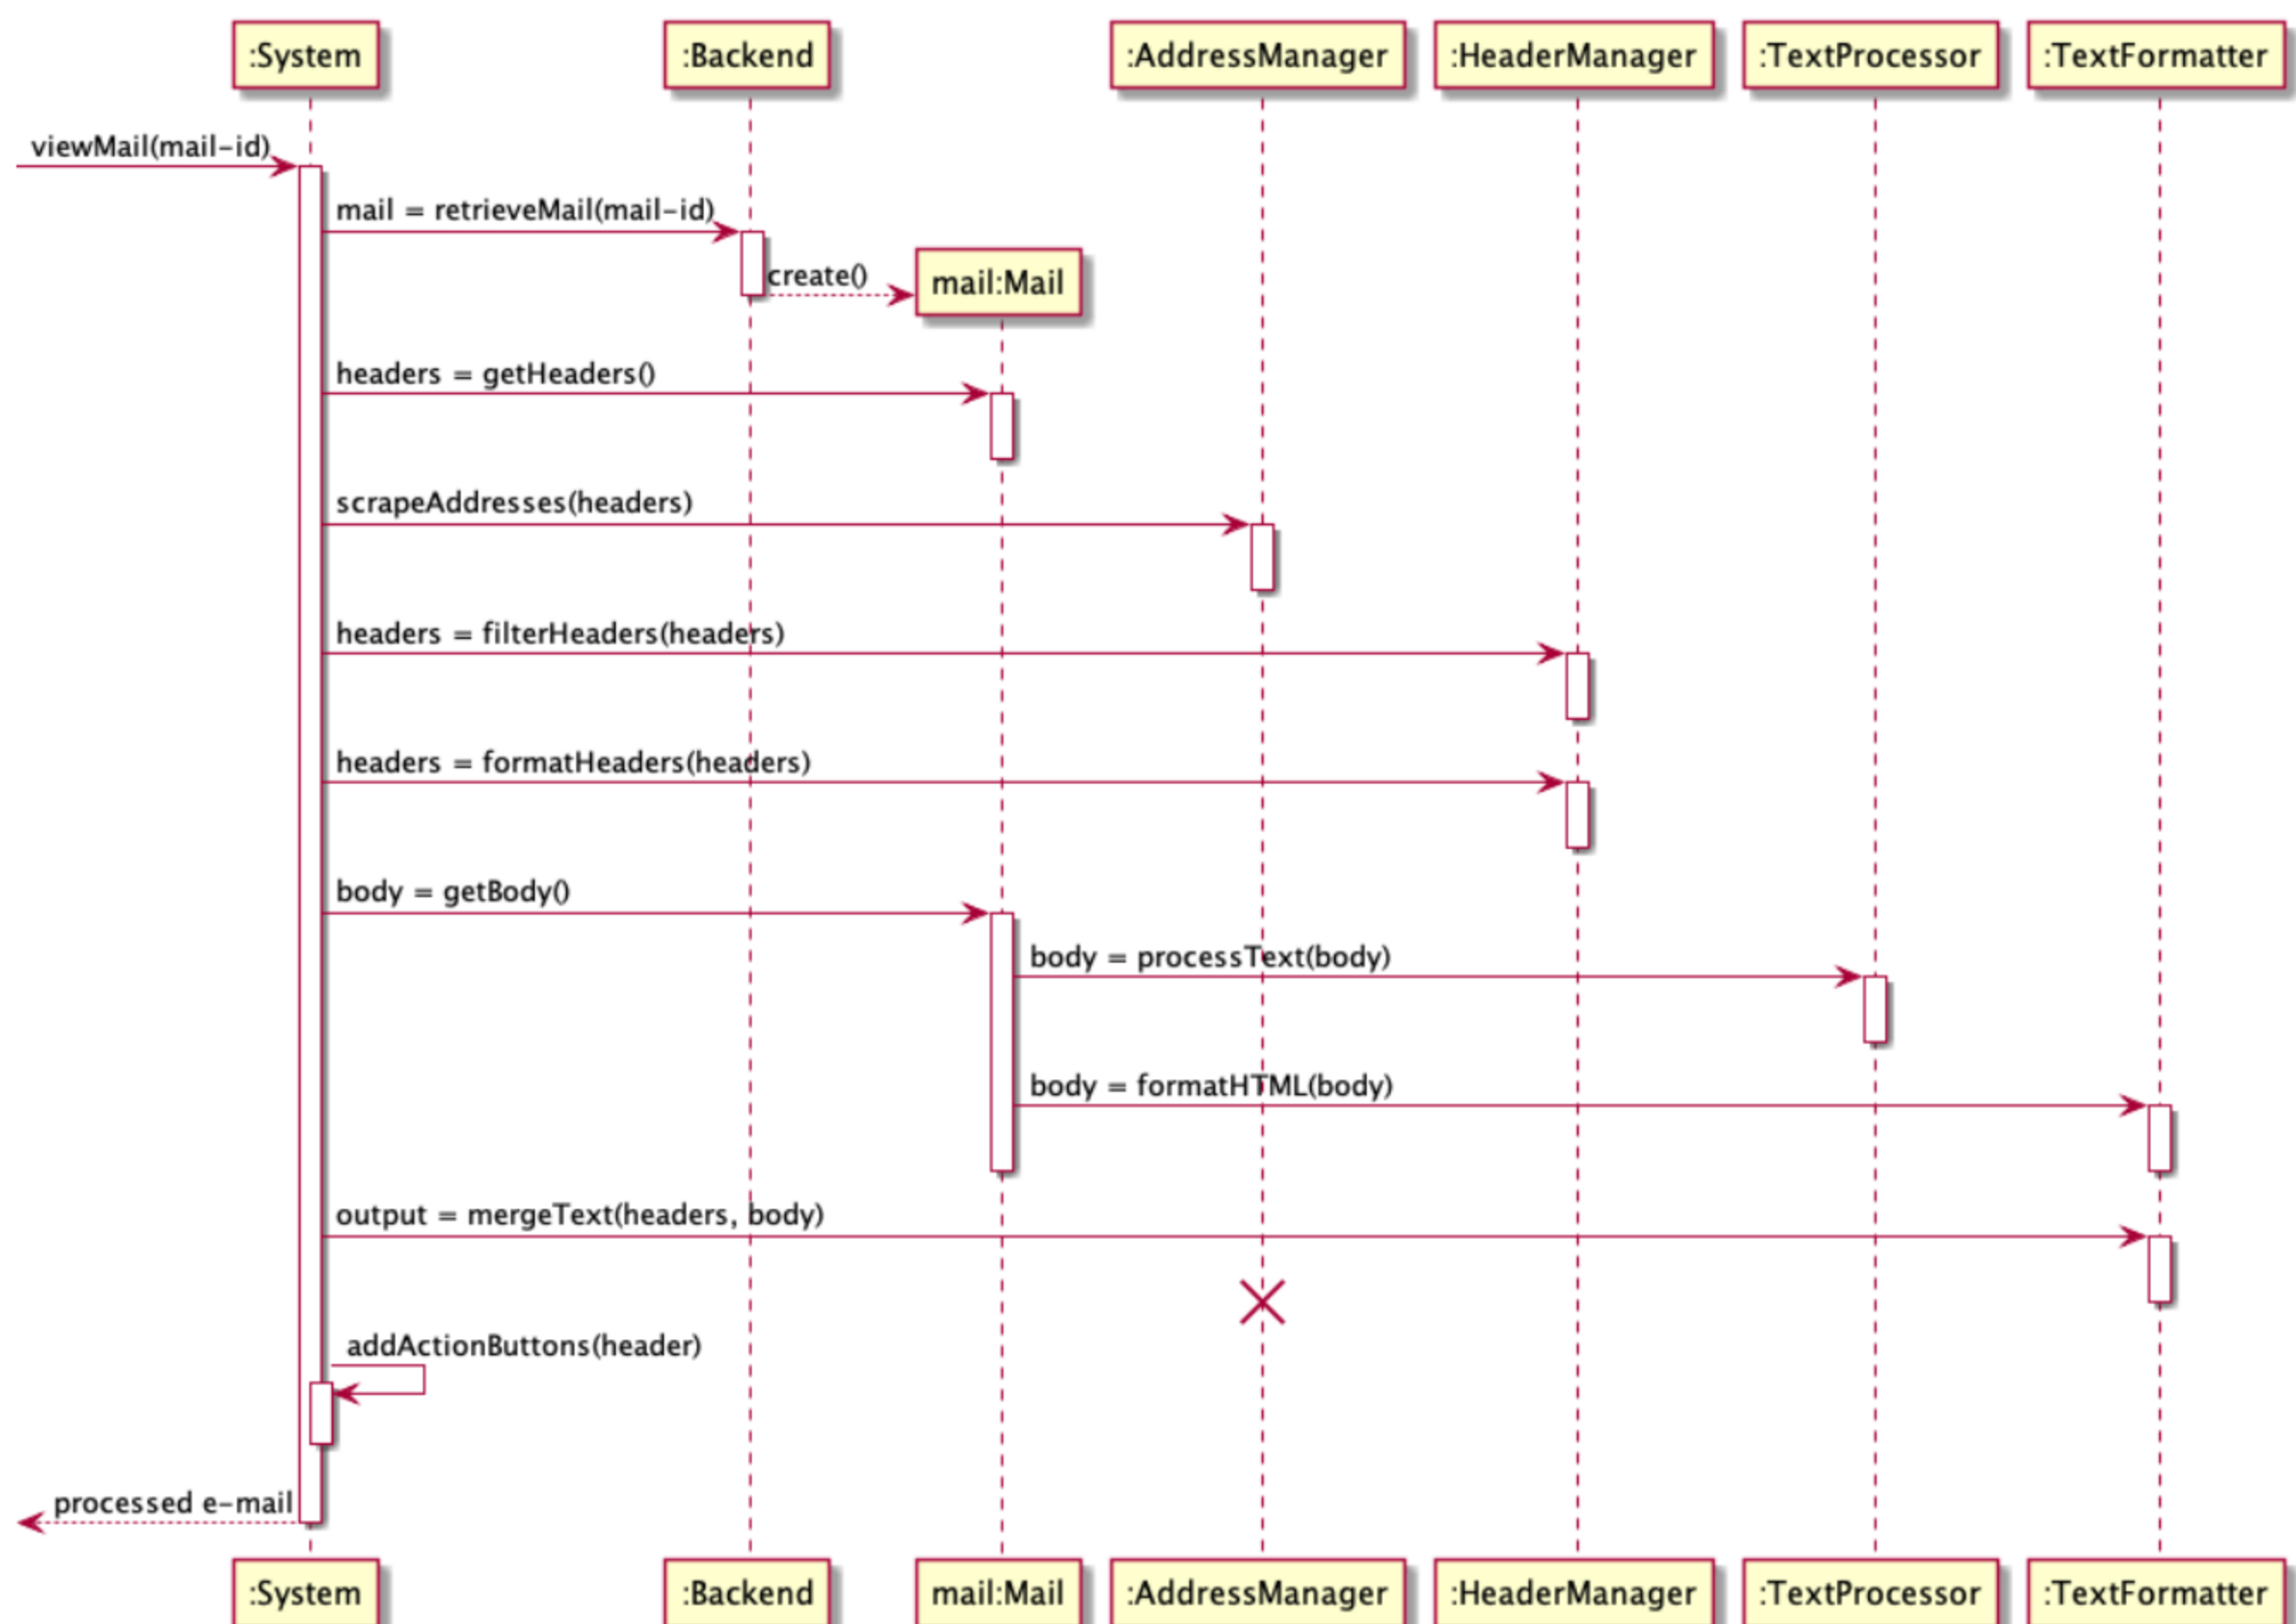 :System
:Backend
:AddressManager
:HeaderManager
:TextProcessor
:TextFormatter
viewMail(mail-id)
mail = retrieveMail(mail-id)
create()
mail:Mail
headers = getHeaders()
scrapeAddresses(headers)
headers = filterHeaders(headers)
headers = formatHeaders(headers)
body = getBody()
body = processText(body)
body = formatHTML(body)
output = mergeText(headers, body)
addActionButtons(header)
processed e-mail
:System
:Backend
mail:Mail
:AddressManager
:HeaderManager
:TextProcessor
:TextFormatter